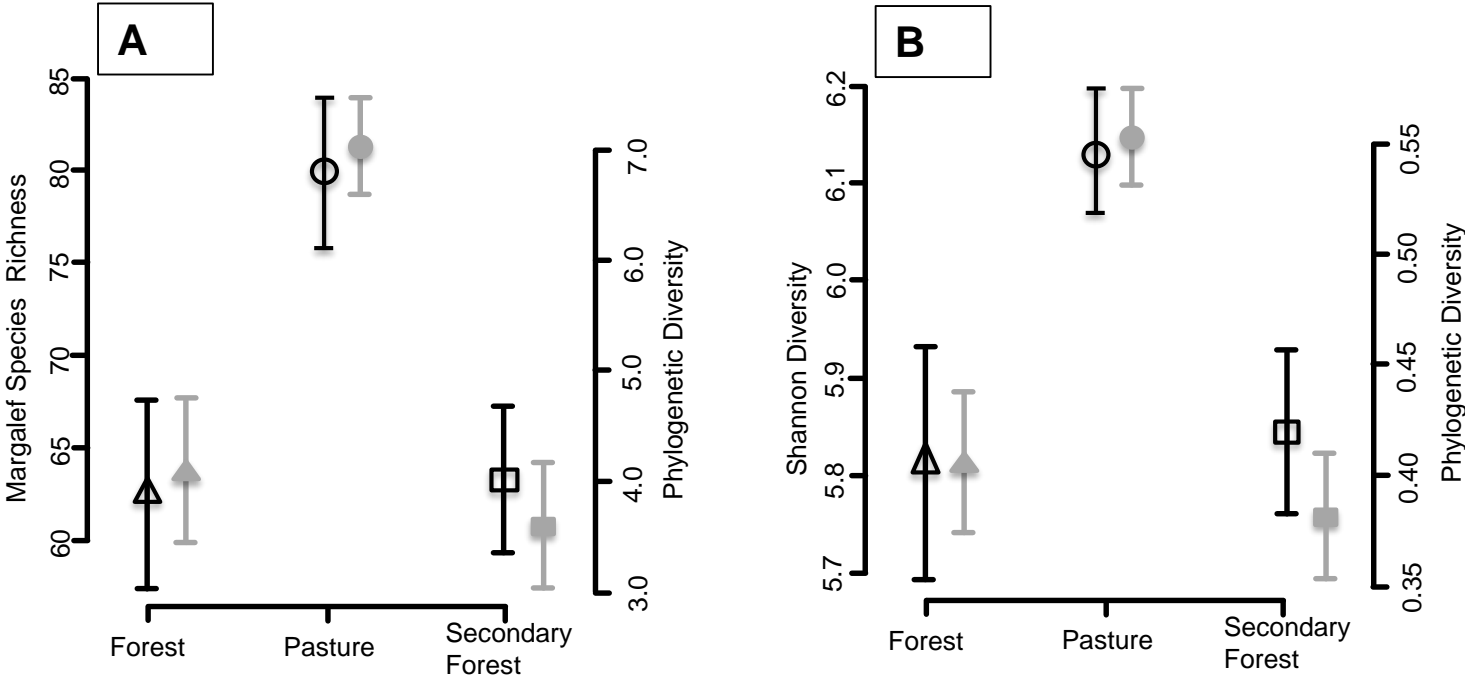 A
Margalef Species Richness
85
80
75
70
65
60
7.0
6.0
5.0
4.0
3.0
Phylogenetic Diversity
Forest
Pasture
Secondary
Forest
B
Shannon Diversity
6.2
6.1
6.0
5.9
5.8
5.7
0.55
0.50
0.45
0.40
0.35
Phylogenetic Diversity
Forest
Pasture
Secondary
Forest